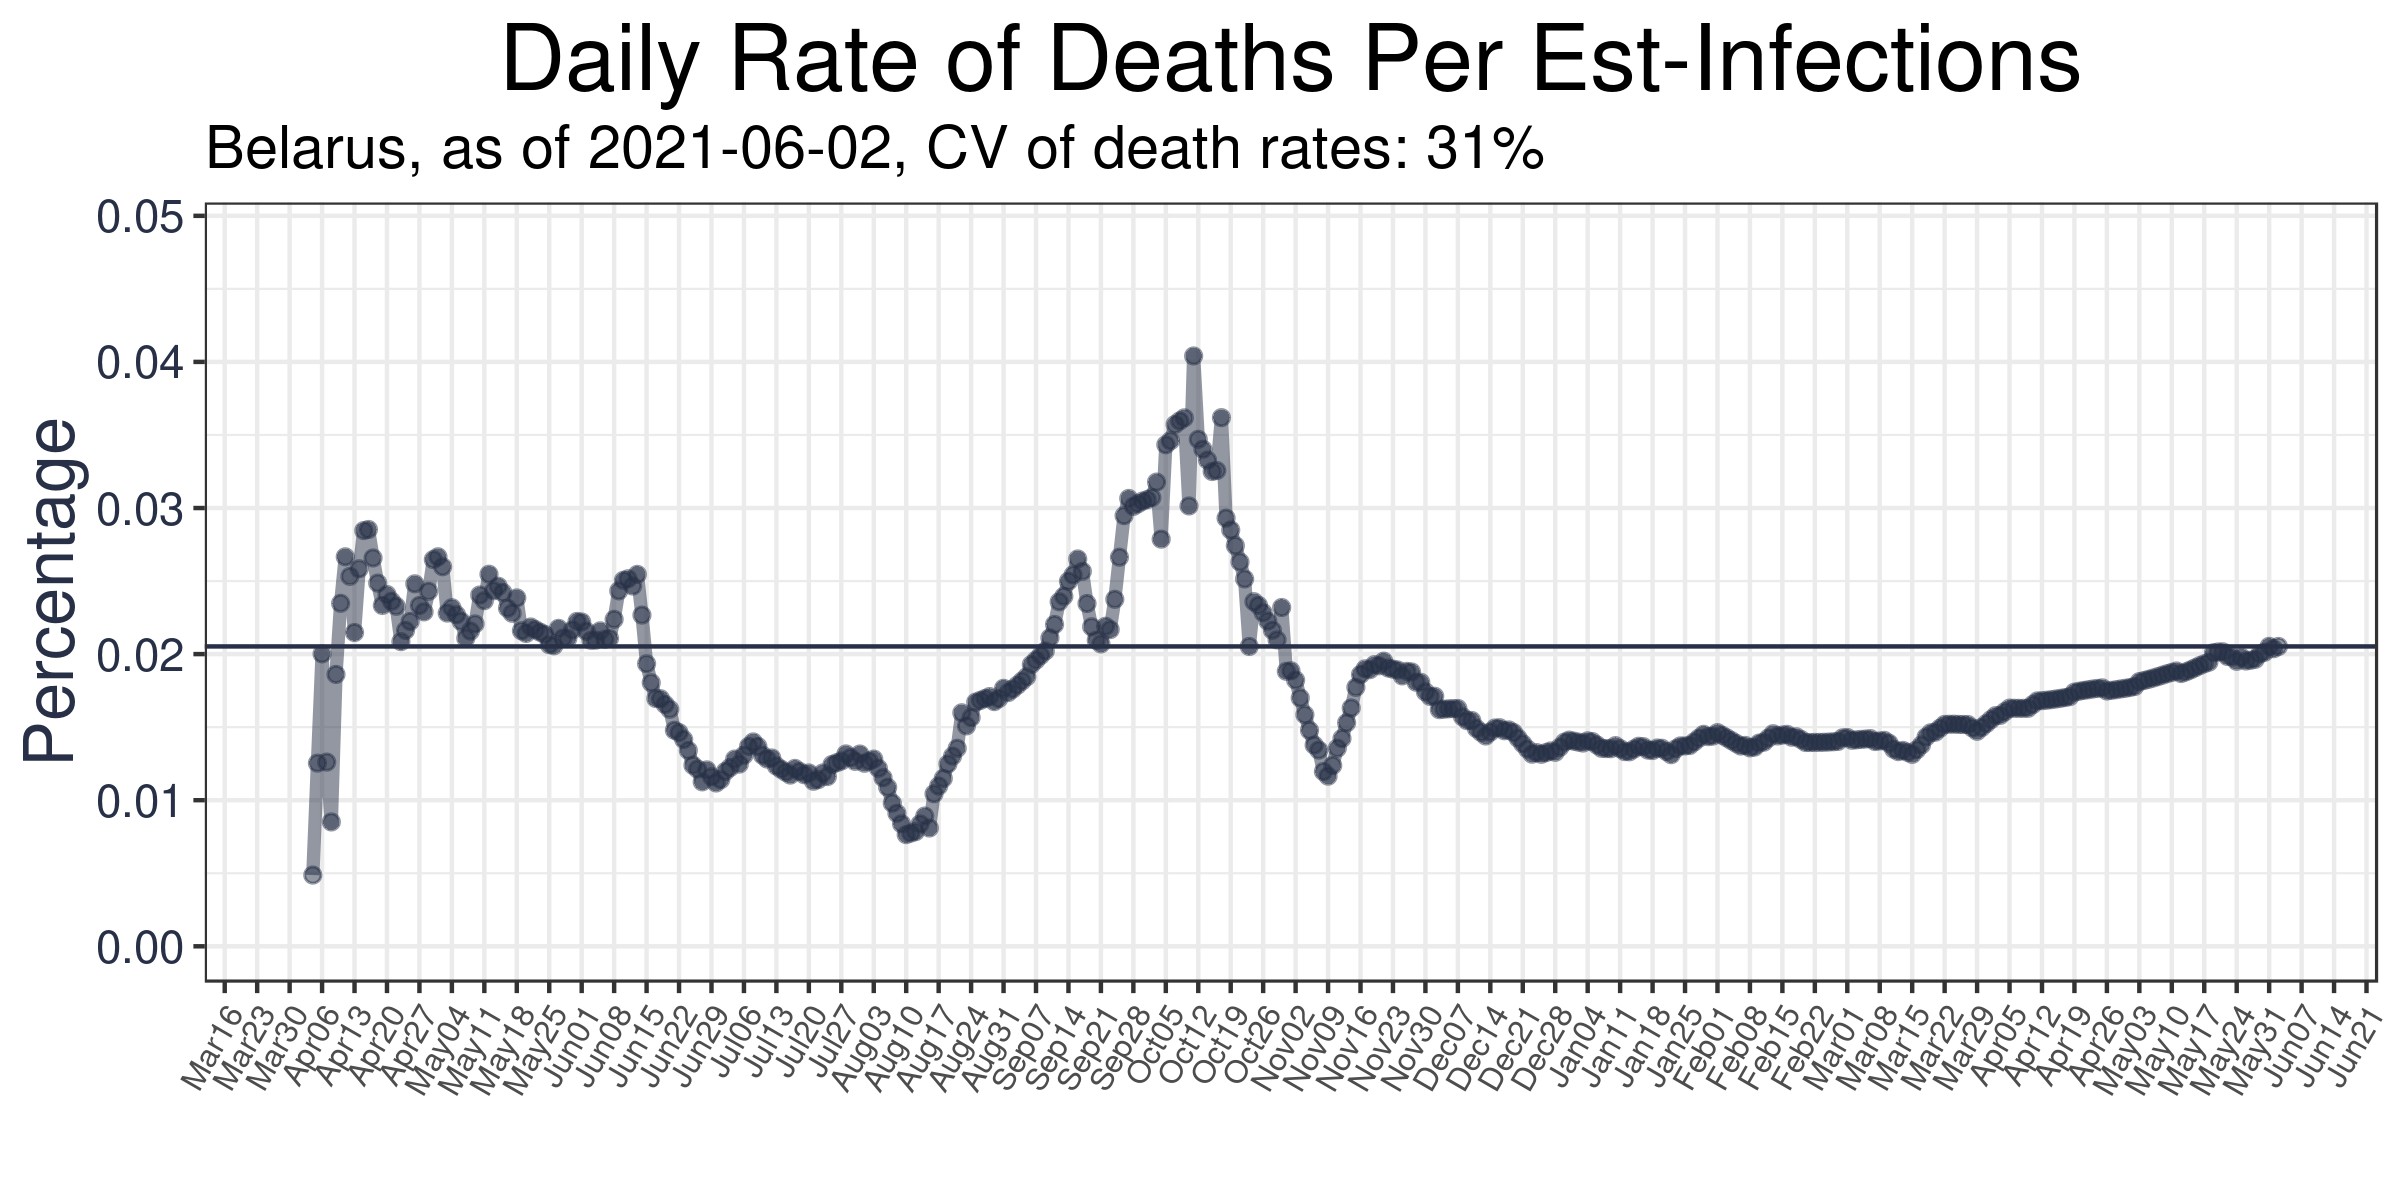 Daily Rate of Deaths Per Est-Infections
Belarus, as of 2021-06-02, CV of death rates: 31%
Percentage
0.05
0.04
0.03
0.02
0.01
0.00
Mar16
Mar23
Mar30
Apr06
Apr13
Apr20
Apr27
May04
May11
May18
May25
Jun01
Jun08
Jun15
Jun22
Jun29
Jul06
Jul13
Jul20
Jul27
Aug03
Aug10
Aug17
Aug24
Aug31
Sep07
Sep14
Sep21
Sep28
Oct05
Oct12
Oct19
Oct26
Nov02
Nov09
Nov16
Nov23
Nov30
Dec07
Dec14
Dec21
Dec28
Jan04
Jan11
Jan18
Jan25
Feb01
Feb08
Feb15
Feb22
Mar01
Mar08
Mar15
Mar22
Mar29
Apr05
Apr12
Apr19
Apr26
May03
May10
May17
May24
May31
Jun07
Jun14
Jun21